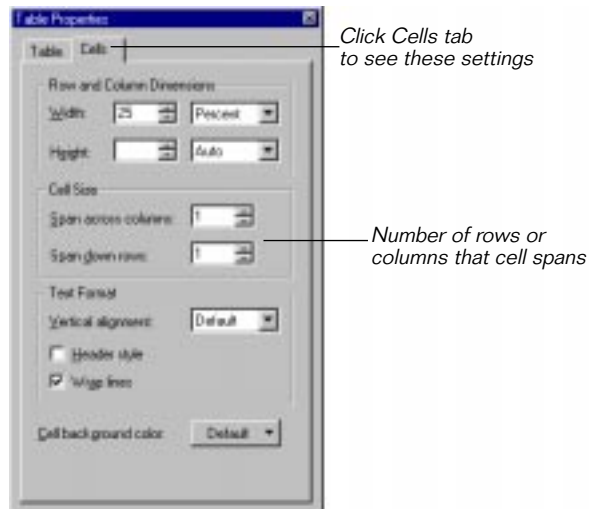 Table Properties
Click Cells tab
to see these settings
Table Cells
Row and Column Dimensions
Width: 25 Percent
Height: Auto
Cell Size
Span across columns: 1
Number of rows or
columns that cell spans
Span down rows: 1
Text Format
Vertical alignment: Default
Header style
Wrap lines
Cell background color: Default